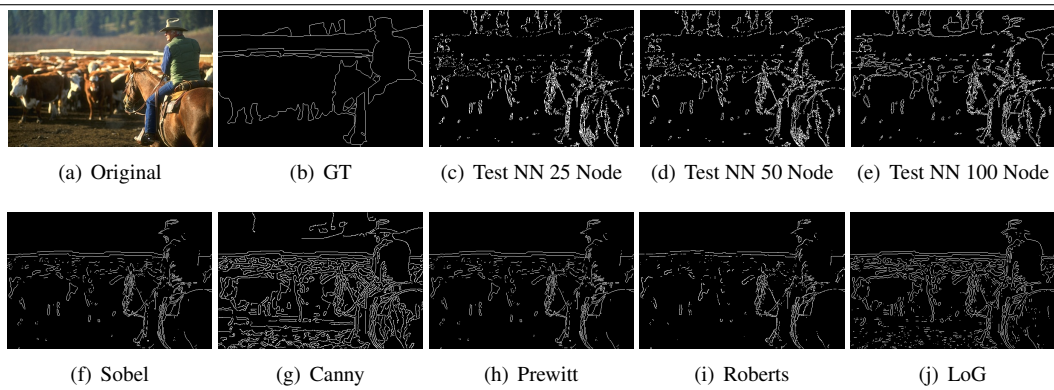 (a) Original
(b) GT
(c) Test NN 25 Node
(d) Test NN 50 Node
(e) Test NN 100 Node
(f) Sobel
(g) Canny
(h) Prewitt
(i) Roberts
(j) LoG